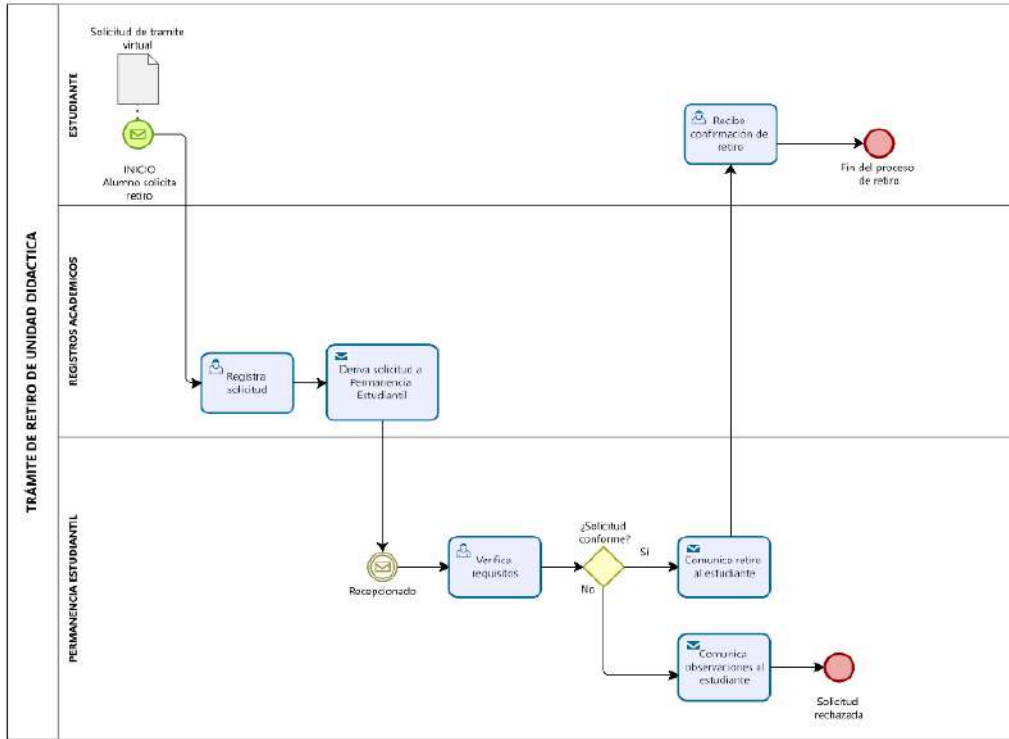 TRÁMITE DE RETIRO DE UNIDAD DIDACTICA
ESTUDIANTE
Solicitud de tramite
virtual
INICIO
Alumno solicita
retiro
Recibe
confirmación de
retiro
Fin del proceso
de retiro
REGISTROS ACADEMICOS
Registra
solicitud
Deriva solicitud a
Permanencia
Estudiantil
PERMANENCIA ESTUDIANTIL
Recepcionado
Verifica
requisitos
¿Solicitud
conforme?
Si
No
Comunica retiro
al estudiante
Comunica
observaciones al
estudiante
Solicitud
rechazada